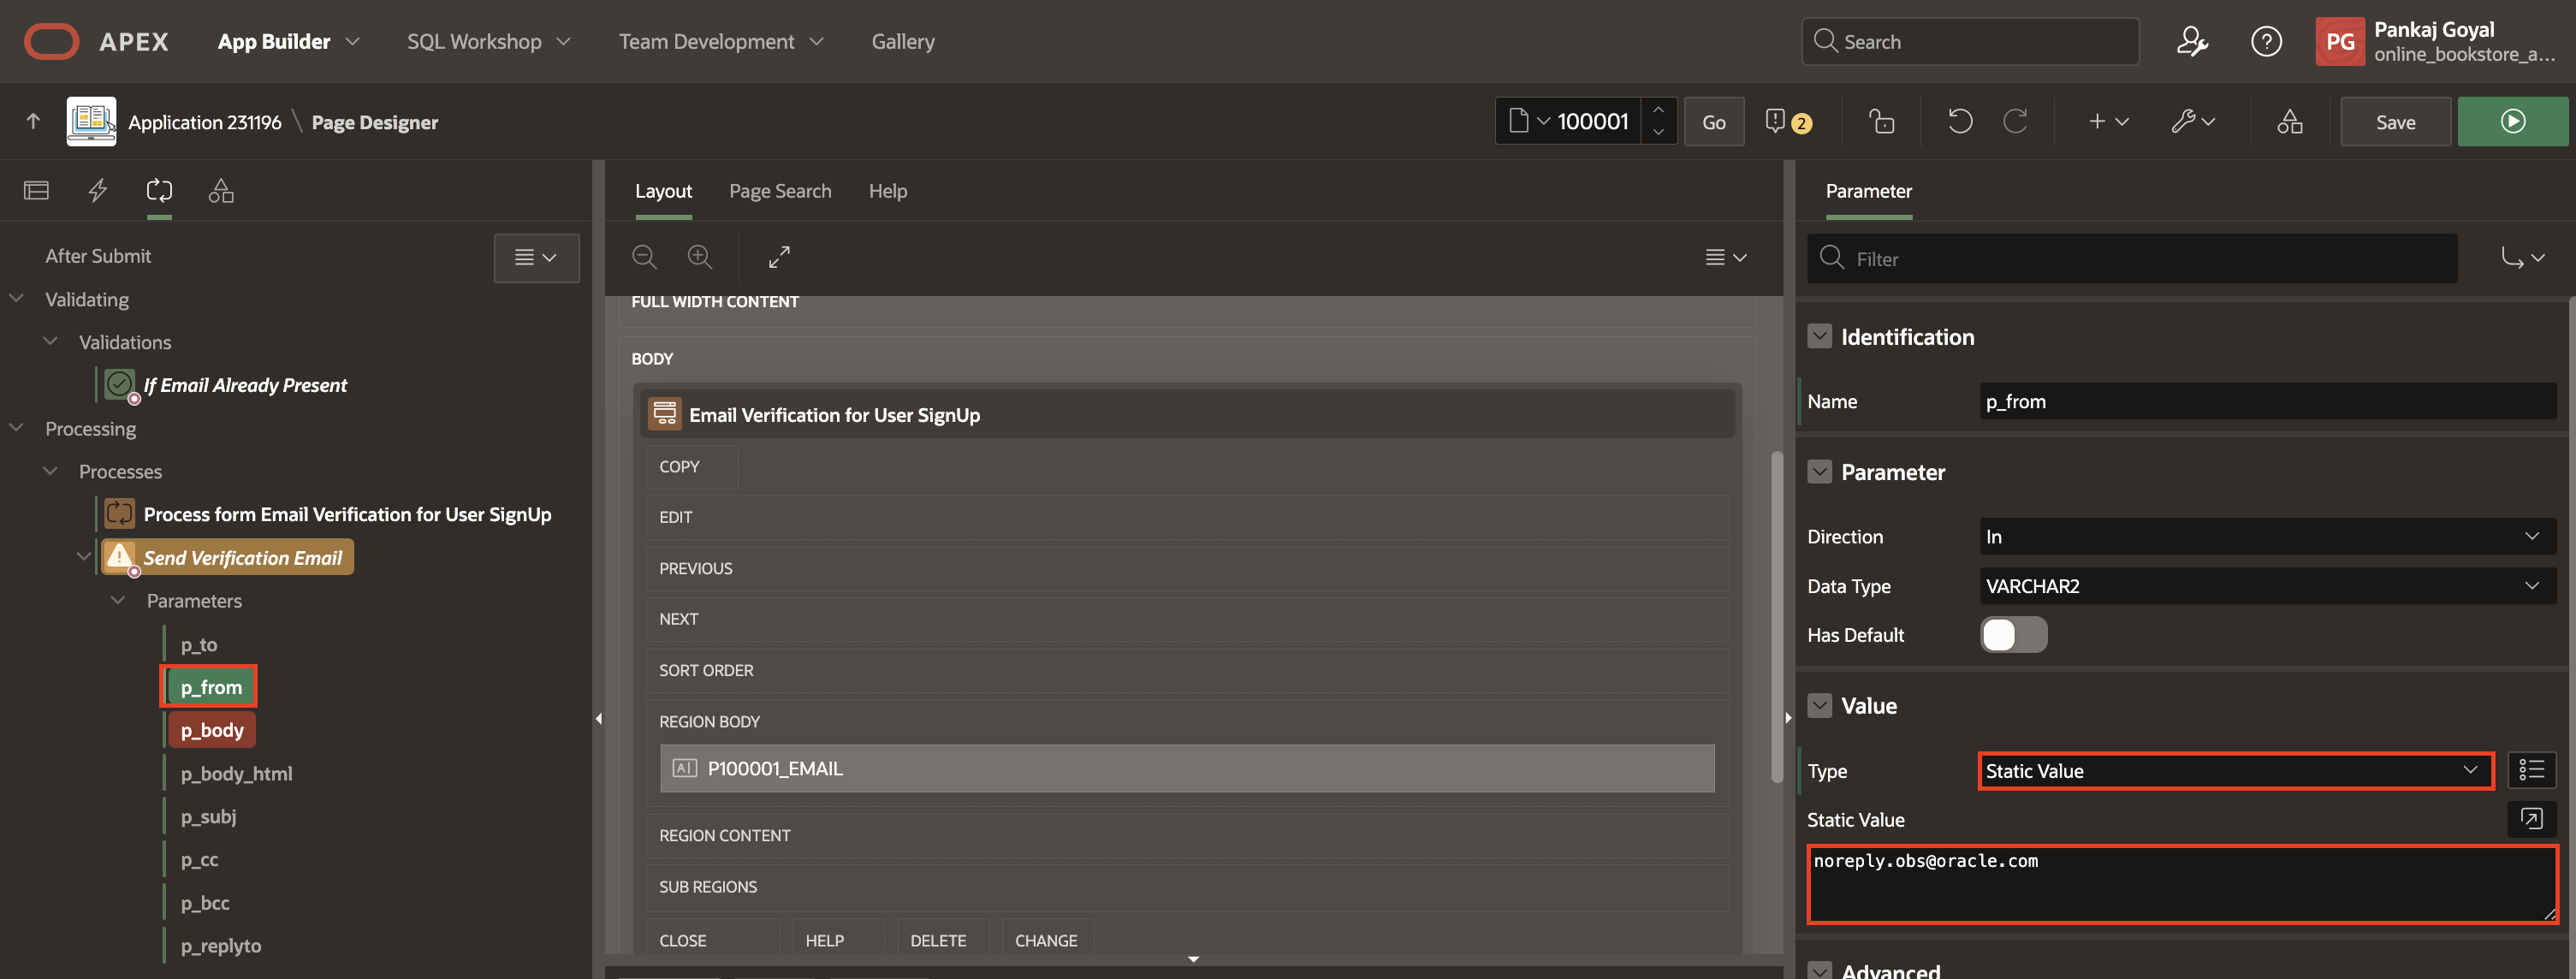 APEX App Builder SQL Workshop Team Development Gallery Search PG Pankaj Goyal
online_bookstore_a...
Application 231196 \ Page Designer 100001 Go 2 Save
After Submit
Validating
Validations
If Email Already Present
Processing
Processes
Process form Email Verification for User SignUp
Send Verification Email
Parameters
p_to
p_from
p_body
p_body_html
p_subj
p_cc
p_bcc
p_replyto
Layout Page Search Help
FULL WIDTH CONTENT
BODY
Email Verification for User SignUp
COPY
EDIT
PREVIOUS
NEXT
SORT ORDER
REGION BODY
P100001_EMAIL
REGION CONTENT
SUB REGIONS
CLOSE HELP DELETE CHANGE
Parameter
Filter
Identification
Name p_from
Parameter
Direction In
Data Type VARCHAR2
Has Default
Value
Type Static Value
Static Value
noreply.obs@oracle.com
Advanced